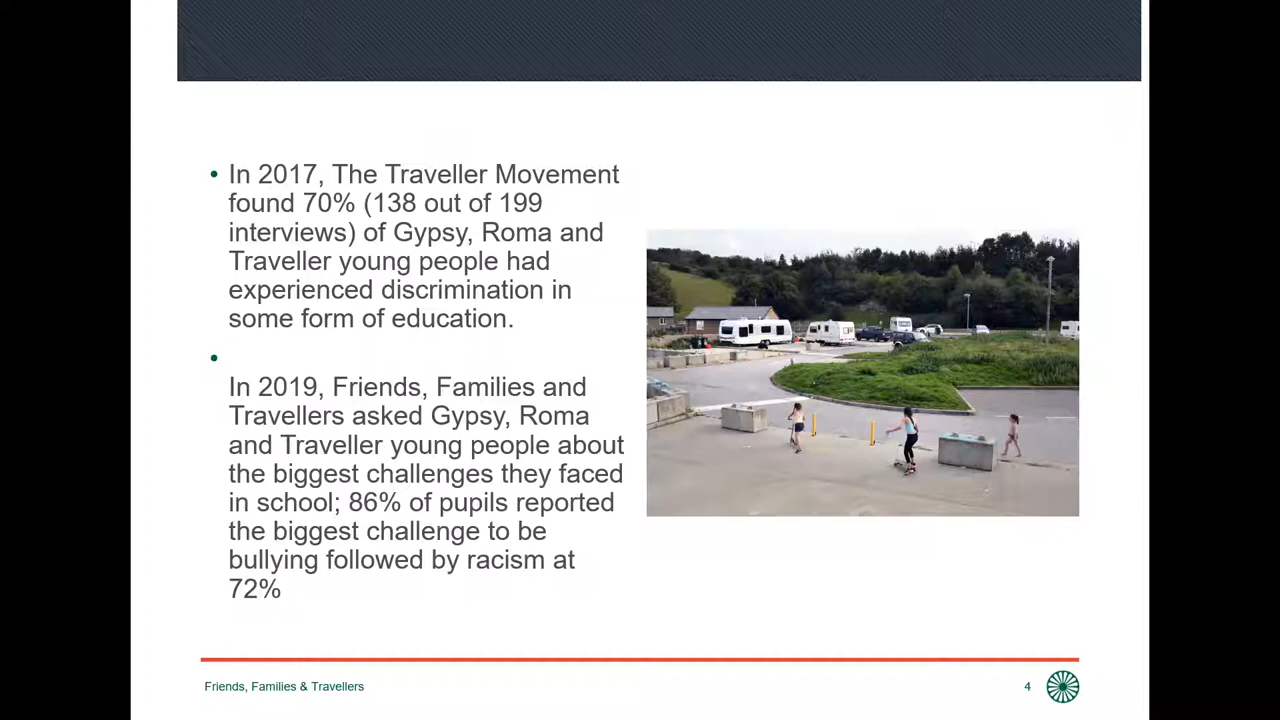 • In 2017, The Traveller Movement
found 70% (138 out of 199
interviews) of Gypsy, Roma and
Traveller young people had
experienced discrimination in
some form of education.
•
In 2019, Friends, Families and
Travellers asked Gypsy, Roma
and Traveller young people about
the biggest challenges they faced
in school; 86% of pupils reported
the biggest challenge to be
bullying followed by racism at
72%
Friends, Families & Travellers
4